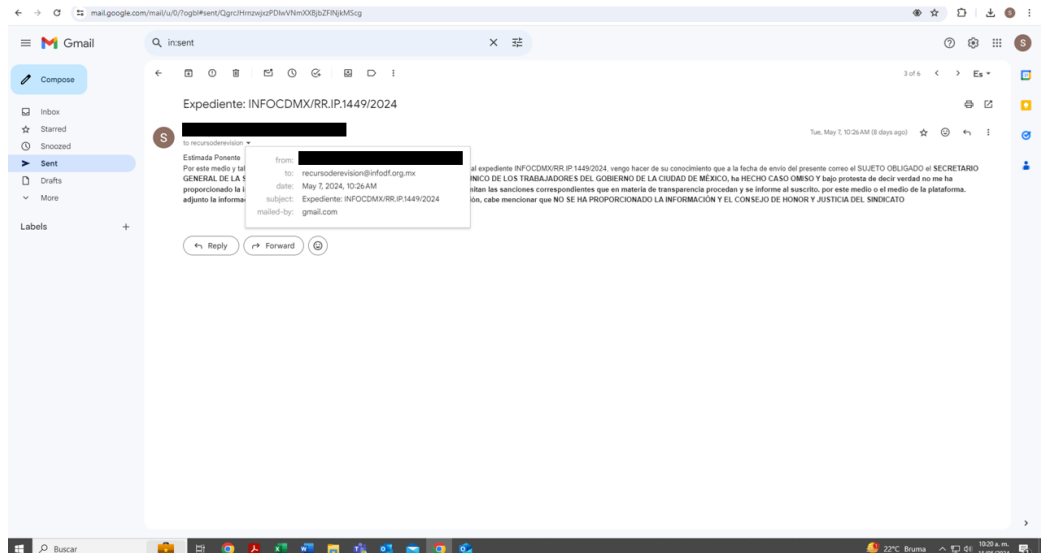 mail.google.com/mail/u/0/?ogbl#sent/QgrcJHrnzwjxzPDlwVNmXXBjbZFlNjkMScg
Gmail
in:sent
S
Compose
3 of 6
Es
Inbox
Starred
Snoozed
Sent
Drafts
More
Labels
Expediente: INFOCDMX/RR.IP.1449/2024
S
Tue, May 7, 10:26 AM (8 days ago)
to recursoderevision
Estimada Ponente
Por este medio y tal al expediente INFOCDMX/RR.IP.1449/2024, vengo hacer de su conocimiento que a la fecha de envio del presente correo el SUJETO OBLIGADO el SECRETARIO
GENERAL DE LA S NICO DE LOS TRABAJADORES DEL GOBIERNO DE LA CIUDAD DE MÉXICO, ha HECHO CASO OMISO Y bajo protesta de decir verdad no me ha
proporcionado la i itan las sanciones correspondientes que en materia de transparencia procedan y se informe al suscrito. por este medio o el medio de la plataforma.
adjunto la informa ón, cabe mencionar que NO SE HA PROPORCIONADO LA INFORMACIÓN Y EL CONSEJO DE HONOR Y JUSTICIA DEL SINDICATO
from:
to: recursoderevision@infodf.org.mx
date: May 7, 2024, 10:26 AM
subject: Expediente: INFOCDMX/RR.IP.1449/2024
mailed-by: gmail.com
Reply
Forward
Buscar
22°C Bruma
10:20 a. m.